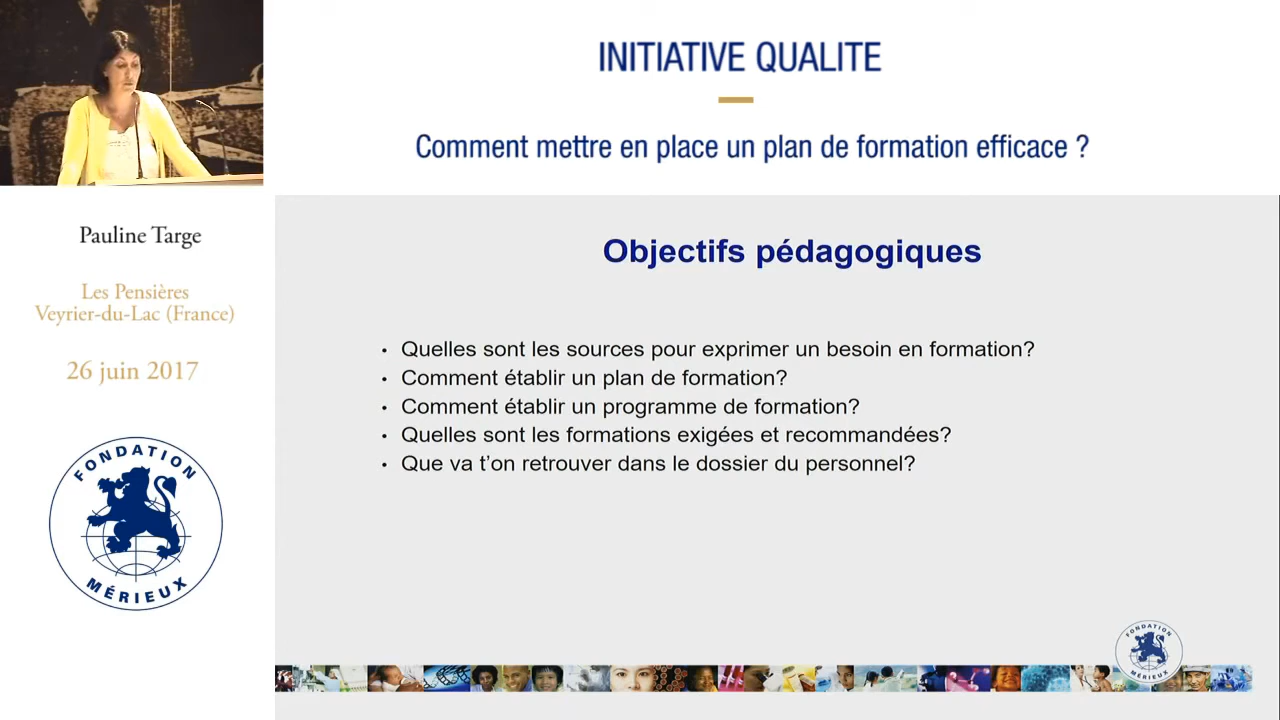 INITIATIVE QUALITE
Comment mettre en place un plan de formation efficace ?
Pauline Targe
Les Pensières
Veyrier-du-Lac (France)
26 juin 2017
FONDATION
MÉRIEUX
Objectifs pédagogiques
• Quelles sont les sources pour exprimer un besoin en formation?
• Comment établir un plan de formation?
• Comment établir un programme de formation?
• Quelles sont les formations exigées et recommandées?
• Que va t’on retrouver dans le dossier du personnel?
FONDATION
MÉRIEUX